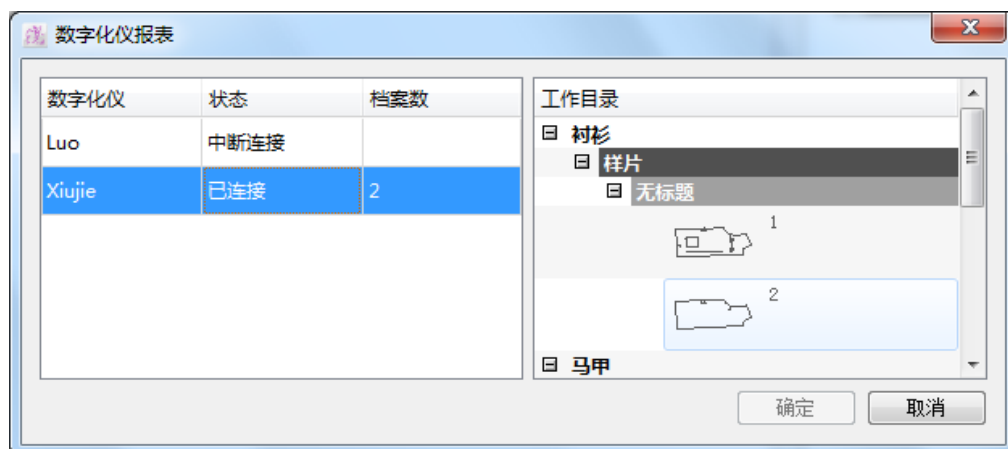 数字化仪报表
数字化仪 状态 档案数
Luo 中断连接
Xiujie 已连接 2
工作目录
衬衫
样片
无标题
1
2
马甲
确定 取消